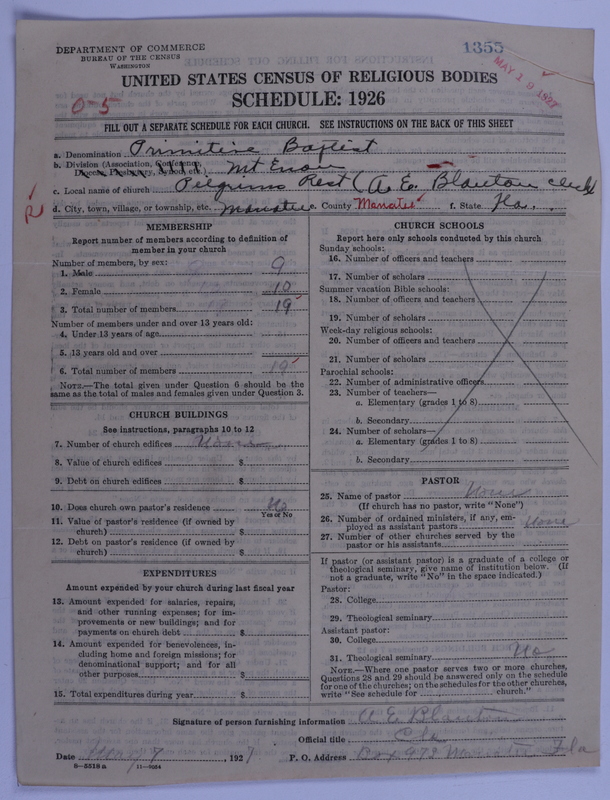 DEPARTMENT OF COMMERCE
BUREAU OF THE CENSUS
WASHINGTON
1355
MAY 19 1927
UNITED STATES CENSUS OF RELIGIOUS BODIES
SCHEDULE: 1926
0-5
FILL OUT A SEPARATE SCHEDULE FOR EACH CHURCH. SEE INSTRUCTIONS ON THE BACK OF THIS SHEET
a. Denomination Primitive Baptist
b. Division (Association, Conference, Diocese, Presbytery, Synod, etc.) Mt Enon
c. Local name of church Pilgrims Rest (A. E. Blanton clerk)
d. City, town, village, or township, etc. Manatee e. County Manatee f. State Fla.
MEMBERSHIP
Report number of members according to definition of
member in your church
Number of members, by sex:
1. Male 9
2. Female 10
3. Total number of members 19
Number of members under and over 13 years old:
4. Under 13 years of age
5. 13 years old and over
6. Total number of members 19
NOTE.—The total given under Question 6 should be the
same as the total of males and females given under Question 3.
CHURCH BUILDINGS
See instructions, paragraphs 10 to 12
7. Number of church edifices None
8. Value of church edifices $
9. Debt on church edifices $
10. Does church own pastor's residence No
Yes or No
11. Value of pastor's residence (if owned by
church) $
12. Debt on pastor's residence (if owned by
church) $
EXPENDITURES
Amount expended by your church during last fiscal year
13. Amount expended for salaries, repairs,
and other running expenses; for im-
provements or new buildings; and for
payments on church debt $
14. Amount expended for benevolences, in-
cluding home and foreign missions; for
denominational support; and for all
other purposes $
15. Total expenditures during year $
CHURCH SCHOOLS
Report here only schools conducted by this church
Sunday schools:
16. Number of officers and teachers
17. Number of scholars
Summer vacation Bible schools:
18. Number of officers and teachers
19. Number of scholars
Week-day religious schools:
20. Number of officers and teachers
21. Number of scholars
Parochial schools:
22. Number of administrative officers
23. Number of teachers—
a. Elementary (grades 1 to 8)
b. Secondary
24. Number of scholars—
a. Elementary (grades 1 to 8)
b. Secondary
PASTOR
25. Name of pastor None
(If church has no pastor, write "None")
26. Number of ordained ministers, if any, em-
ployed as assistant pastors None
27. Number of other churches served by the
pastor or his assistants
If pastor (or assistant pastor) is a graduate of a college or
theological seminary, give name of institution below. (If
not a graduate, write "No" in the space indicated.)
Pastor:
28. College
29. Theological seminary
Assistant pastor:
30. College
31. Theological seminary No
NOTE.—Where one pastor serves two or more churches,
Questions 28 and 29 should be answered only on the schedule
for one of the churches; on the schedules for the other churches,
write "See schedule for church."
Signature of person furnishing information A E Blanton
Official title Clk
Date , 1927 P. O. Address Box 978 Manatee Fla
8—5518 a 11—9034